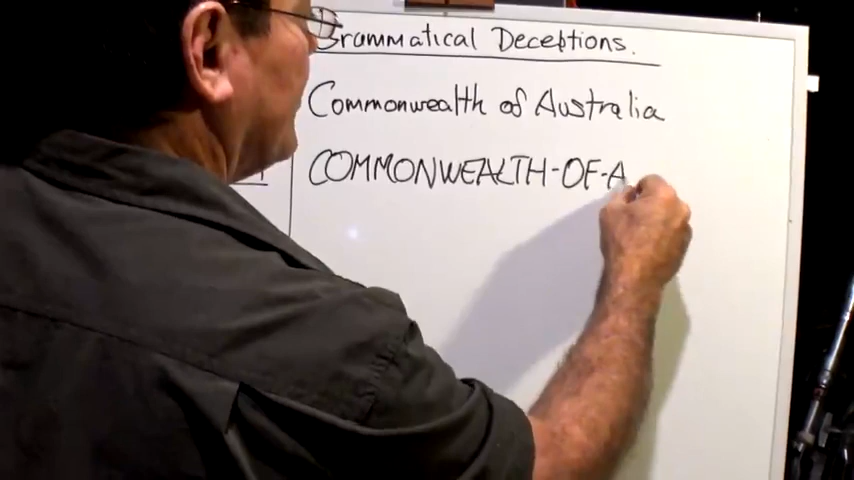 Grammatical Deceptions.
Commonwealth of Australia
COMMONWEALTH-OF-A